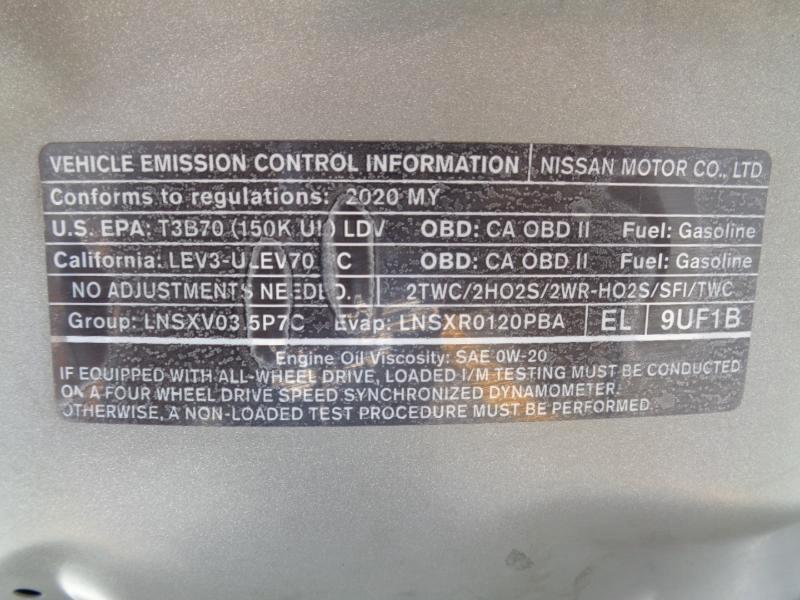 VEHICLE EMISSION CONTROL INFORMATION NISSAN MOTOR CO., LTD
Conforms to regulations: 2020 MY
U.S. EPA: T3B70 (150K UL) LDV OBD: CA OBD II Fuel: Gasoline
California: LEV3-ULEV70 C OBD: CA OBD II Fuel: Gasoline
NO ADJUSTMENTS NEEDED. 2TWC/2HO2S/2WR-HO2S/SFI/TWC
Group: LNSXV03.5P7C Evap: LNSXR0120PBA EL 9UF1B
Engine Oil Viscosity: SAE 0W-20
IF EQUIPPED WITH ALL-WHEEL DRIVE, LOADED I/M TESTING MUST BE CONDUCTED
ON A FOUR WHEEL DRIVE SPEED SYNCHRONIZED DYNAMOMETER.
OTHERWISE, A NON-LOADED TEST PROCEDURE MUST BE PERFORMED.